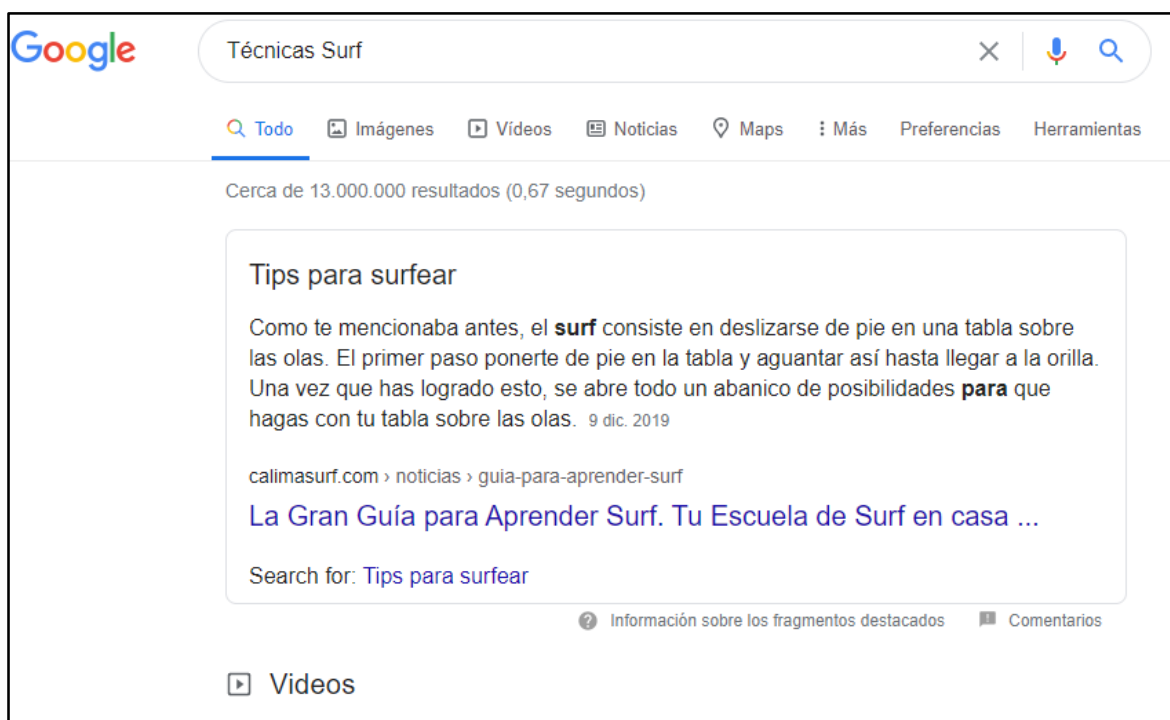 Google
Técnicas Surf
Todo Imágenes Vídeos Noticias Maps Más Preferencias Herramientas
Cerca de 13.000.000 resultados (0,67 segundos)
Tips para surfear
Como te mencionaba antes, el surf consiste en deslizarse de pie en una tabla sobre
las olas. El primer paso ponerte de pie en la tabla y aguantar así hasta llegar a la orilla.
Una vez que has logrado esto, se abre todo un abanico de posibilidades para que
hagas con tu tabla sobre las olas. 9 dic. 2019
calimasurf.com › noticias › guia-para-aprender-surf
La Gran Guía para Aprender Surf. Tu Escuela de Surf en casa ...
Search for: Tips para surfear
Información sobre los fragmentos destacados Comentarios
Videos